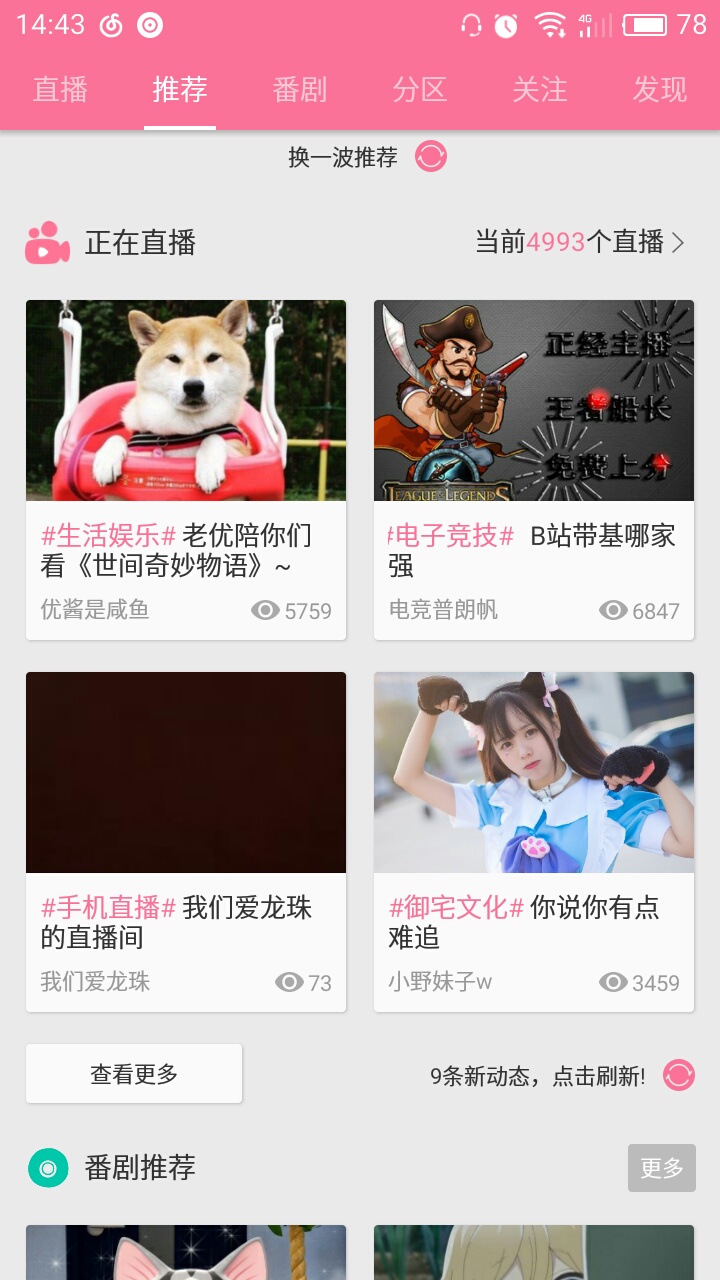 14:43
4G
78
直播 推荐 番剧 分区 关注 发现
换一波推荐
正在直播
当前4993个直播
正经主播
王者船长
免费上分
LEAGUE of LEGENDS
#生活娱乐# 老优陪你们
看《世间奇妙物语》~
优酱是咸鱼 5759
#电子竞技# B站带基哪家
强
电竞普朗帆 6847
#手机直播# 我们爱龙珠
的直播间
我们爱龙珠 73
#御宅文化# 你说你有点
难追
小野妹子w 3459
查看更多
9条新动态，点击刷新!
番剧推荐
更多